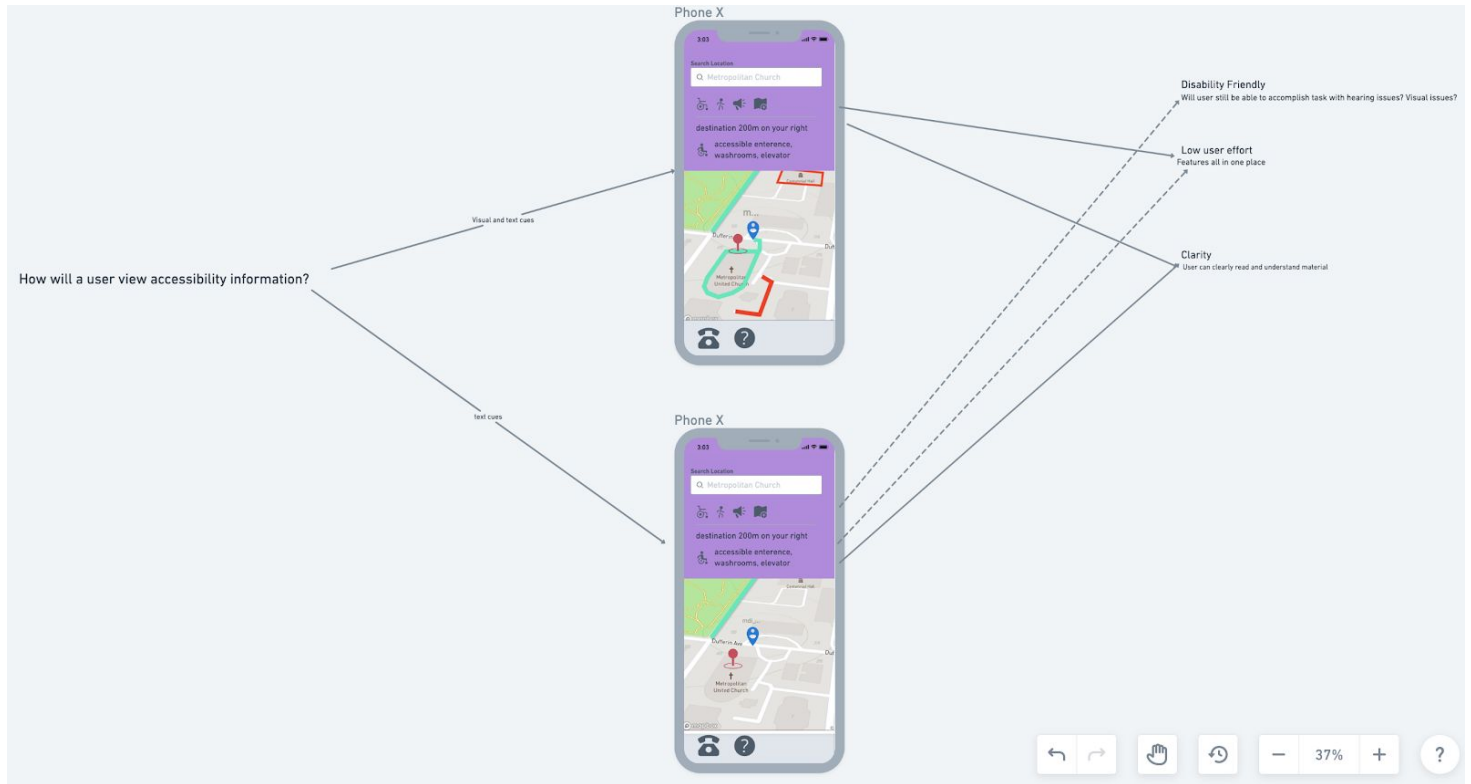 Phone X
3:03
Search Location
Metropolitan Church
destination 200m on your right
accessible enterence,
washrooms, elevator
m...
Dufferin
Metropolitan
United Church
?
How will a user view accessibility information?
Visual and text cues
text cues
Phone X
3:03
Search Location
Metropolitan Church
destination 200m on your right
accessible enterence,
washrooms, elevator
Dufferin Ave
Metropolitan
United Church
mapbox
?
Disability Friendly
Will user still be able to accomplish task with hearing issues? Visual issues?
Low user effort
Features all in one place
Clarity
User can clearly read and understand material
37%
?